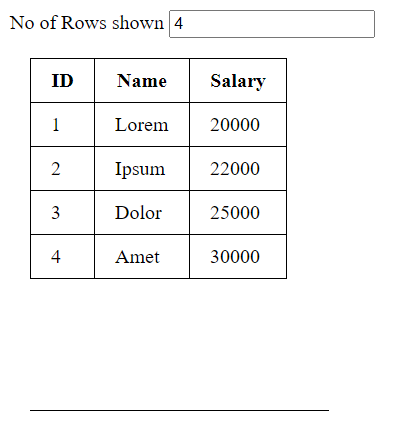 No of Rows shown 4
ID Name Salary
1 Lorem 20000
2 Ipsum 22000
3 Dolor 25000
4 Amet 30000